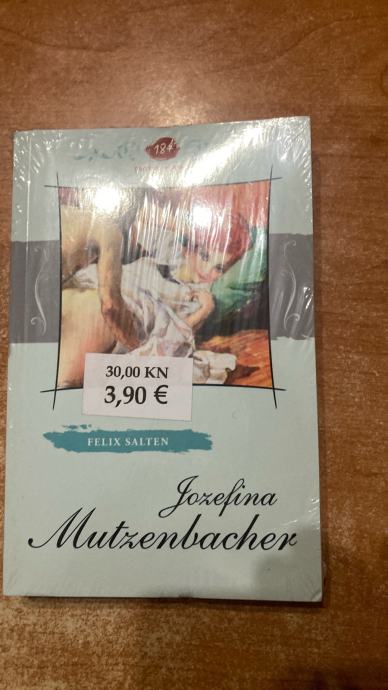 18+
30,00 KN
3,90 €
FELIX SALTEN
Jozefina
Mutzenbacher